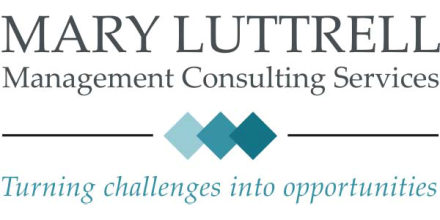 MARY LUTTRELL
Management Consulting Services
Turning challenges into opportunities